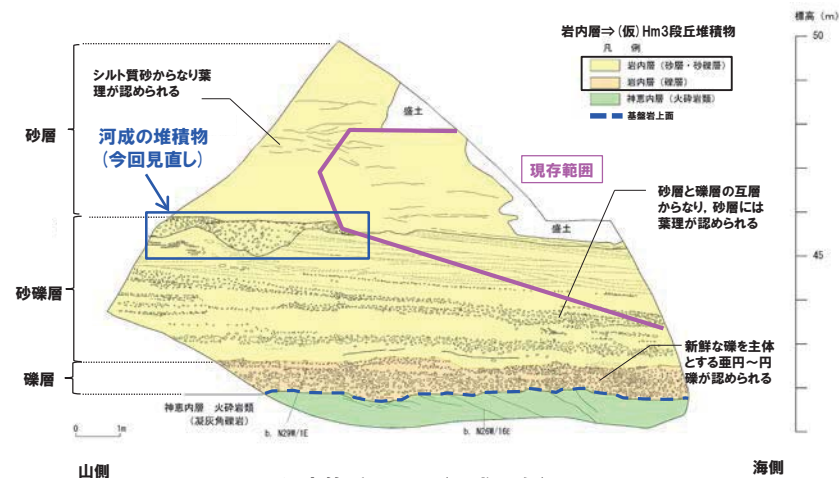 標高(m)
50
45
岩内層⇒(仮)Hm3段丘堆積物
凡 例
岩内層(砂層・砂礫層)
岩内層(礫層)
神恵内層(火砕岩類)
基盤岩上面
シルト質砂からなり葉
理が認められる
盛土
砂層
河成の堆積物
(今回見直し)
現存範囲
砂層と礫層の互層
からなり,砂層には
葉理が認められる
盛土
砂礫層
新鮮な礫を主体
とする亜円~円
礫が認められる
礫層
神恵内層 火砕岩類
(凝灰角礫岩)
0 1m
b. N29W/1E
b. N26W/16E
山側
海側